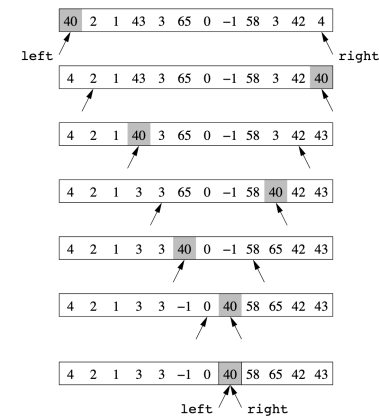 40 2 1 43 3 65 0 −1 58 3 42 4
left right
4 2 1 43 3 65 0 −1 58 3 42 40
4 2 1 40 3 65 0 −1 58 3 42 43
4 2 1 3 3 65 0 −1 58 40 42 43
4 2 1 3 3 40 0 −1 58 65 42 43
4 2 1 3 3 −1 0 40 58 65 42 43
4 2 1 3 3 −1 0 40 58 65 42 43
left right